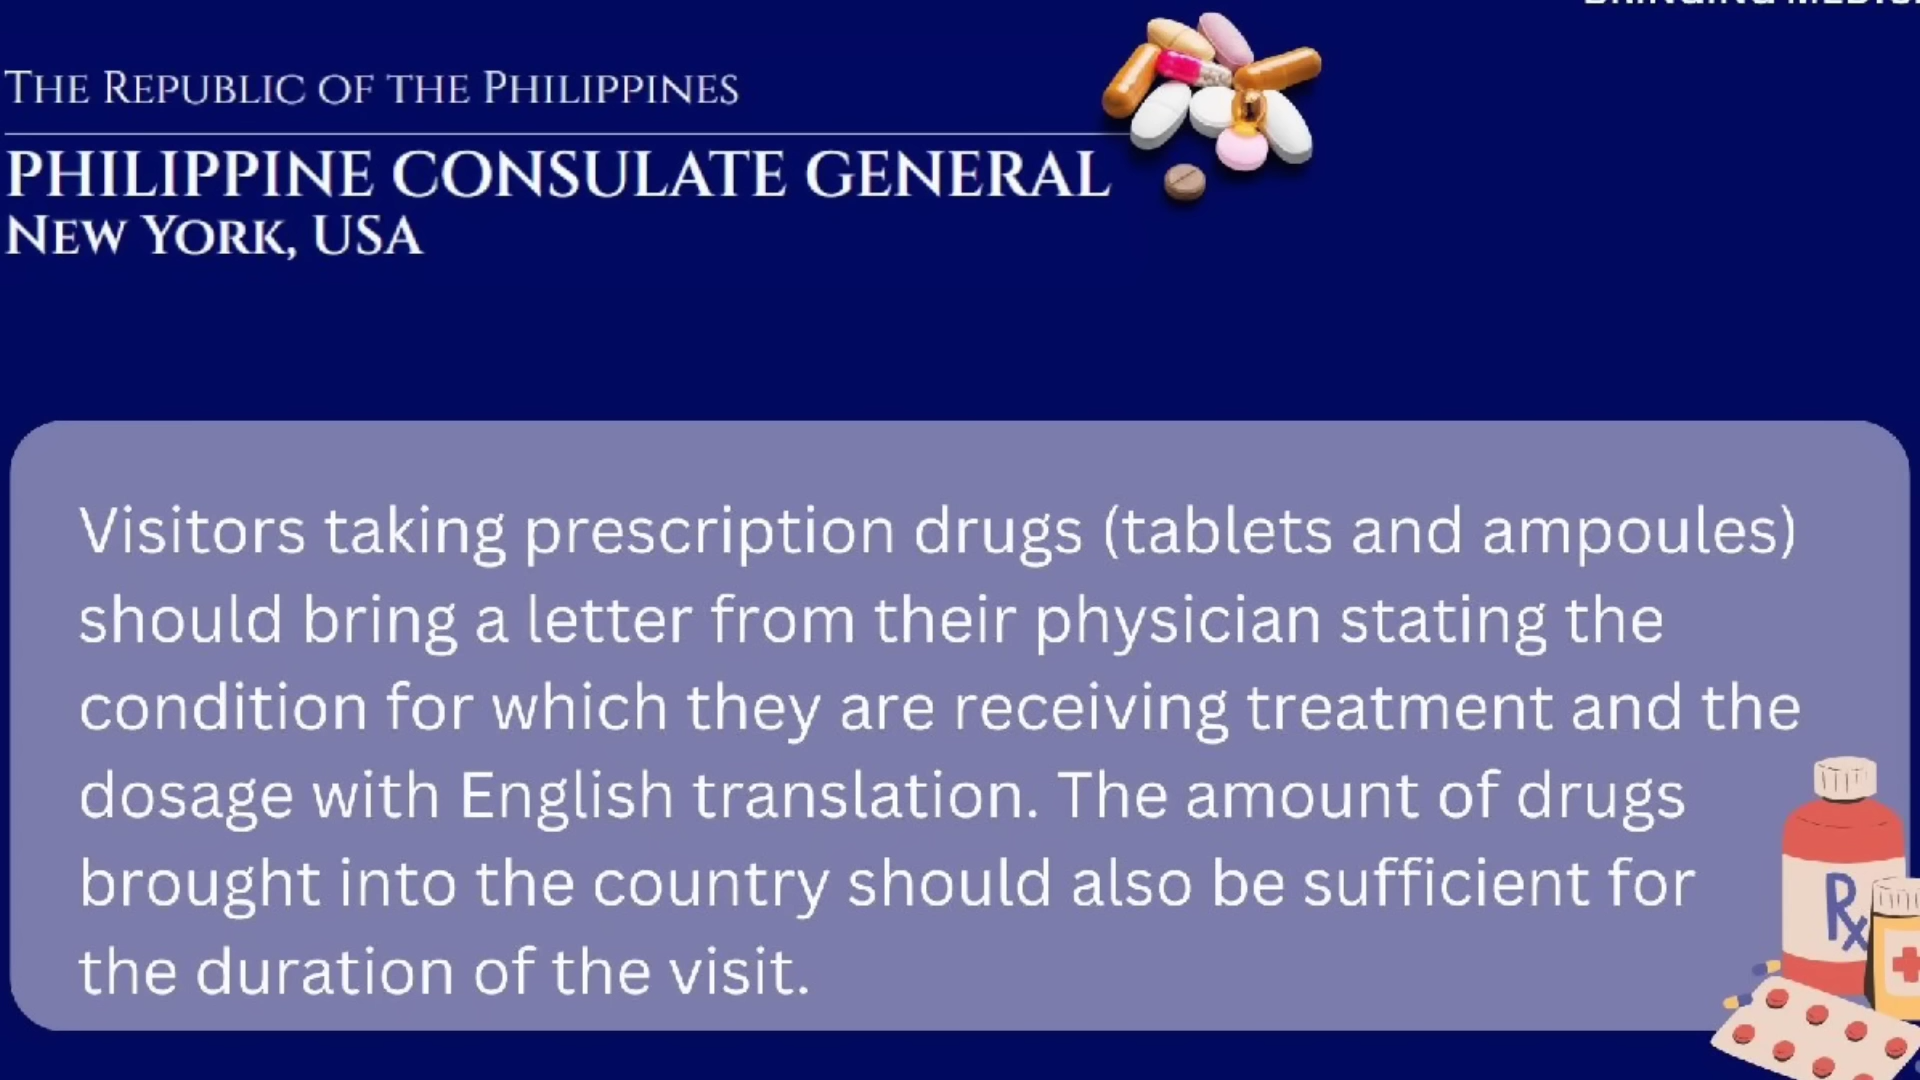 THE REPUBLIC OF THE PHILIPPINES
PHILIPPINE CONSULATE GENERAL
NEW YORK, USA
Visitors taking prescription drugs (tablets and ampoules)
should bring a letter from their physician stating the
condition for which they are receiving treatment and the
dosage with English translation. The amount of drugs
brought into the country should also be sufficient for
the duration of the visit.
Rx